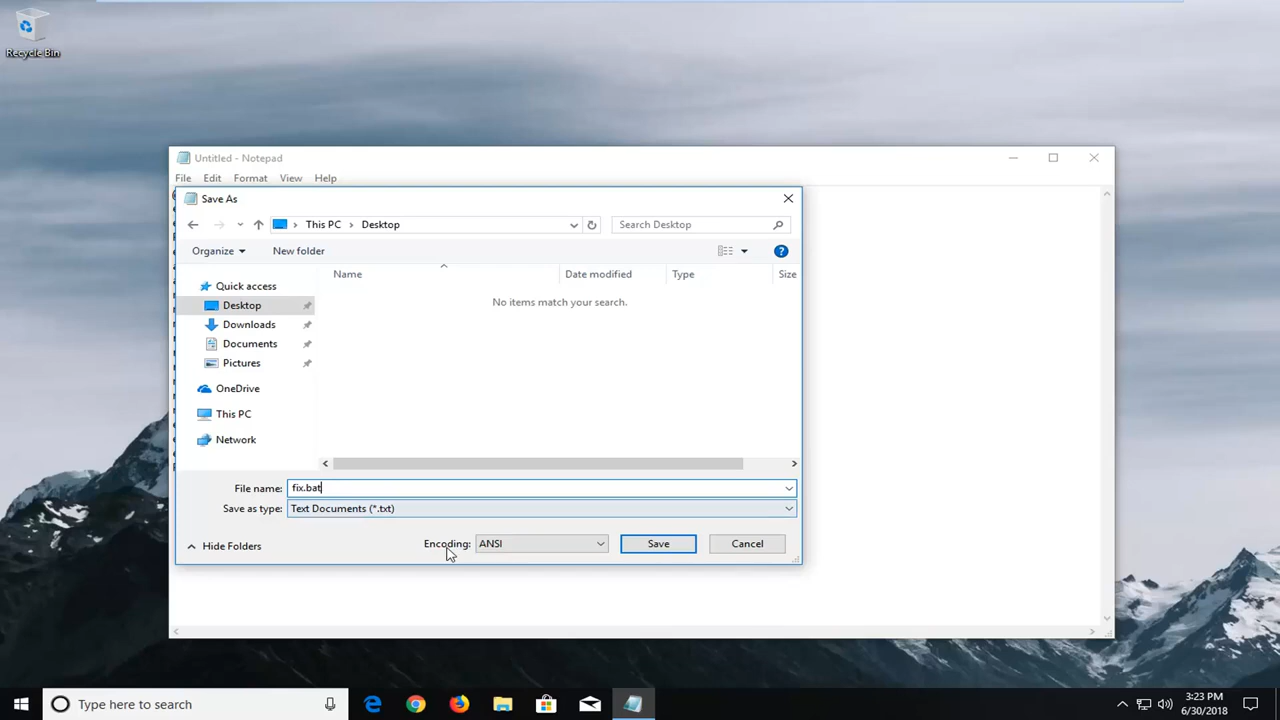 Recycle Bin
Untitled - Notepad
File Edit Format View Help
Save As
This PC Desktop
Search Desktop
Organize New folder
Name Date modified Type Size
No items match your search.
Quick access
Desktop
Downloads
Documents
Pictures
OneDrive
This PC
Network
File name: fix.bat
Save as type: Text Documents (*.txt)
Hide Folders Encoding: ANSI Save Cancel
Type here to search
3:23 PM
6/30/2018